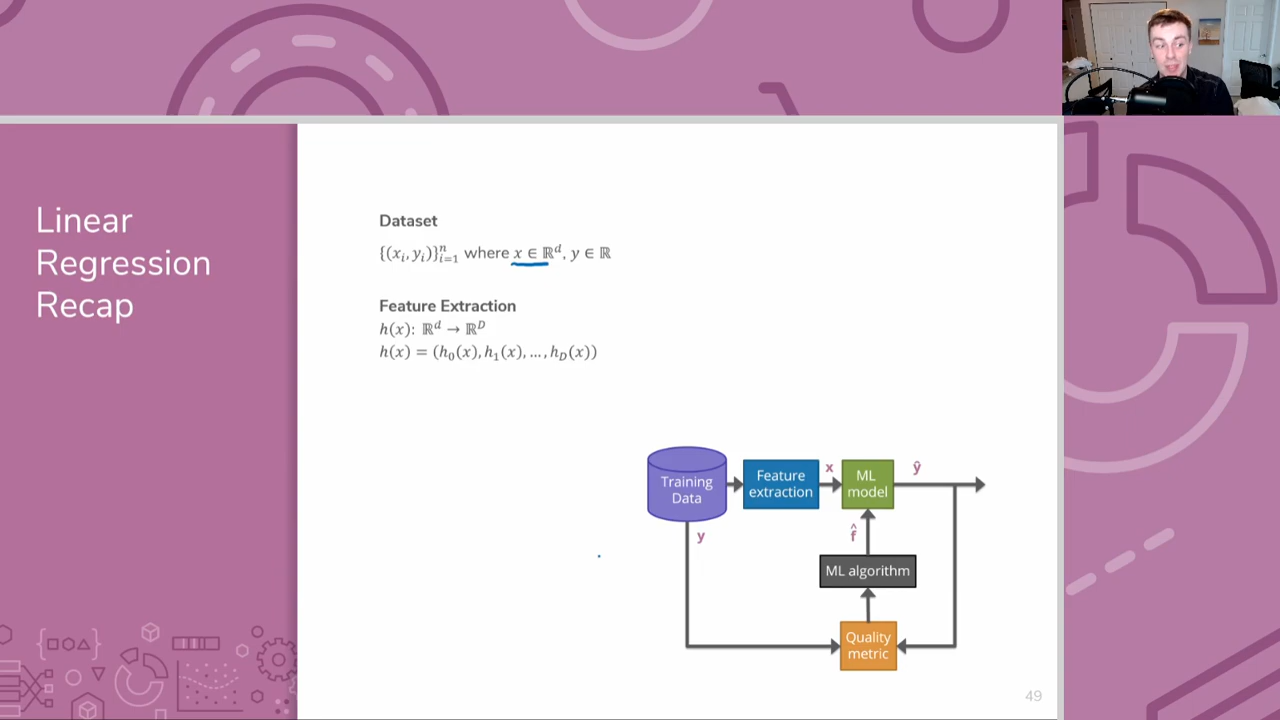 Linear
Regression
Recap
Dataset
{(xᵢ, yᵢ)}ⁿᵢ₌₁ where x ∈ ℝᵈ, y ∈ ℝ
Feature Extraction
h(x): ℝᵈ → ℝᴰ
h(x) = (h₀(x), h₁(x), ..., h_D(x))
Training
Data
Feature
extraction
x
ML
model
ŷ
y
f̂
ML algorithm
Quality
metric
49